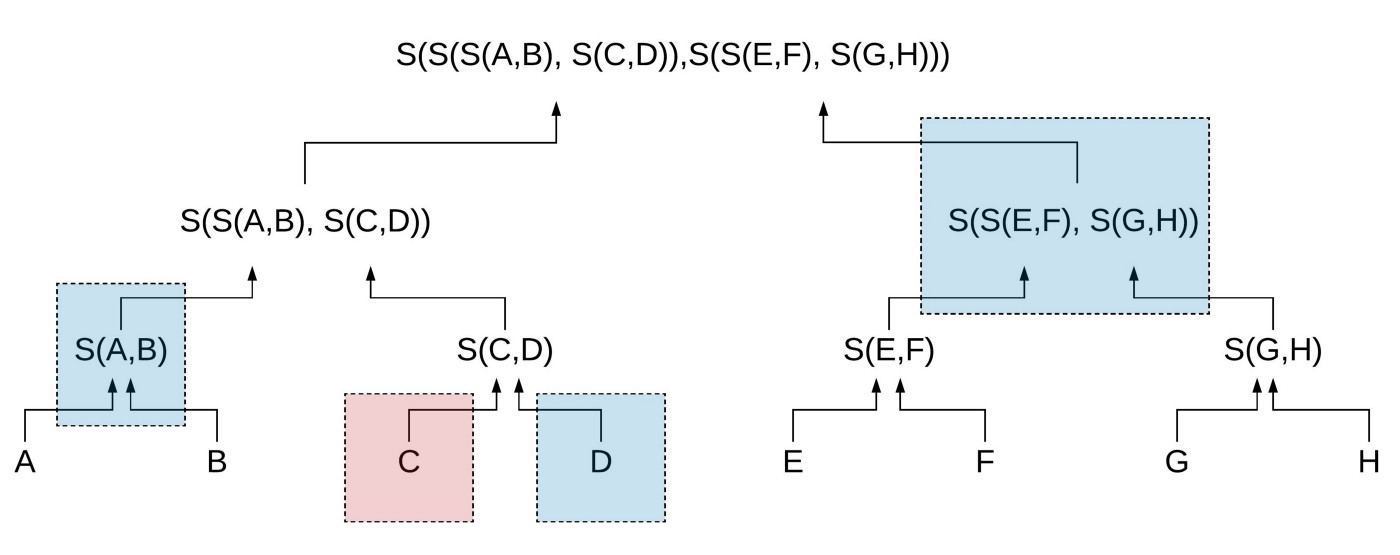 S(S(S(A,B), S(C,D)),S(S(E,F), S(G,H)))
S(S(A,B), S(C,D))
S(S(E,F), S(G,H))
S(A,B)
S(C,D)
S(E,F)
S(G,H)
A
B
C
D
E
F
G
H